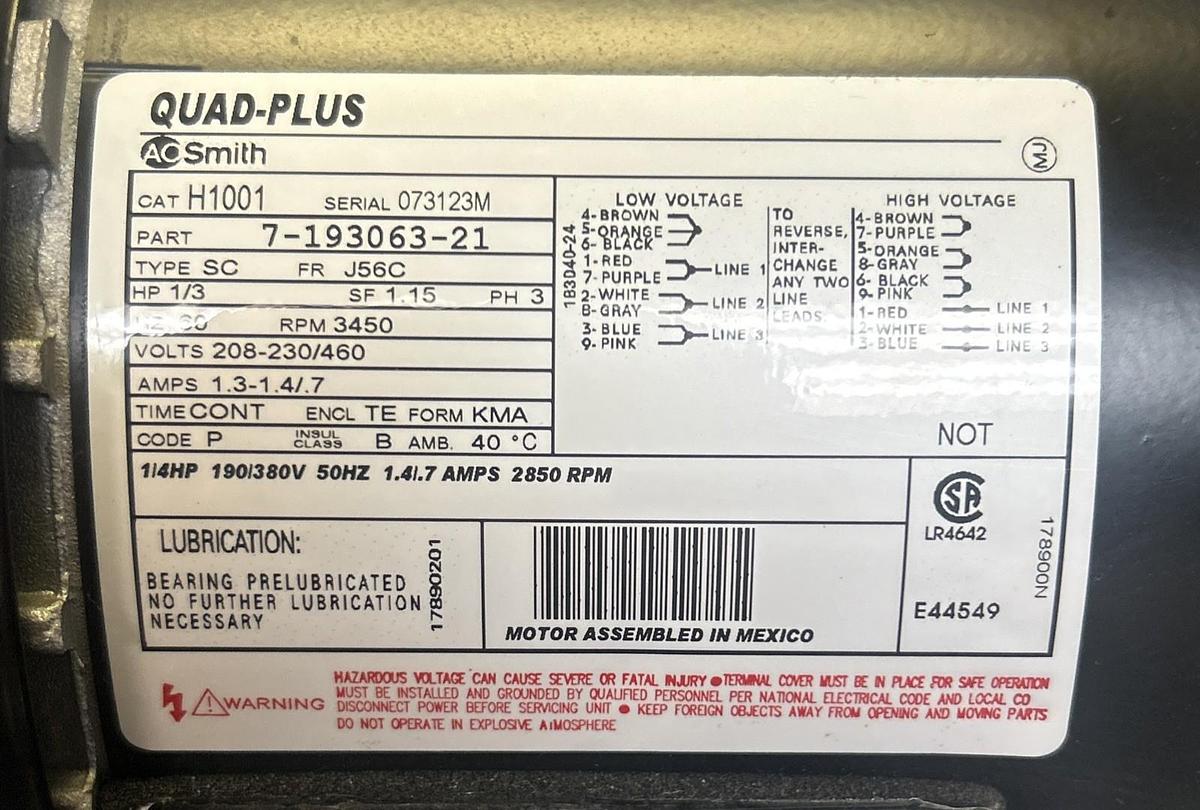 QUAD-PLUS
AO Smith
MJ
CAT H1001 SERIAL 073123M
PART 7-193063-21
TYPE SC FR J56C
HP 1/3 SF 1.15 PH 3
HZ 60 RPM 3450
VOLTS 208-230/460
AMPS 1.3-1.4/.7
TIME CONT ENCL TE FORM KMA
CODE P INSUL CLASS B AMB. 40 °C
183040-24
LOW VOLTAGE
4- BROWN
5- ORANGE
6- BLACK
1- RED
7- PURPLE
LINE 1
2- WHITE
8- GRAY
LINE 2
3- BLUE
9- PINK
LINE 3
TO
REVERSE,
INTER-
CHANGE
ANY TWO
LINE
LEADS.
HIGH VOLTAGE
4- BROWN
7- PURPLE
5- ORANGE
8- GRAY
6- BLACK
9- PINK
1- RED LINE 1
2- WHITE LINE 2
3- BLUE LINE 3
NOT
1/4HP 190/380V 50HZ 1.4/.7 AMPS 2850 RPM
LUBRICATION:
BEARING PRELUBRICATED
NO FURTHER LUBRICATION
NECESSARY
17890201
MOTOR ASSEMBLED IN MEXICO
SA
LR4642
E44549
178900N
WARNING
HAZARDOUS VOLTAGE CAN CAUSE SEVERE OR FATAL INJURY ● TERMINAL COVER MUST BE IN PLACE FOR SAFE OPERATION
MUST BE INSTALLED AND GROUNDED BY QUALIFIED PERSONNEL PER NATIONAL ELECTRICAL CODE AND LOCAL CO
DISCONNECT POWER BEFORE SERVICING UNIT ● KEEP FOREIGN OBJECTS AWAY FROM OPENING AND MOVING PARTS
DO NOT OPERATE IN EXPLOSIVE ATMOSPHERE